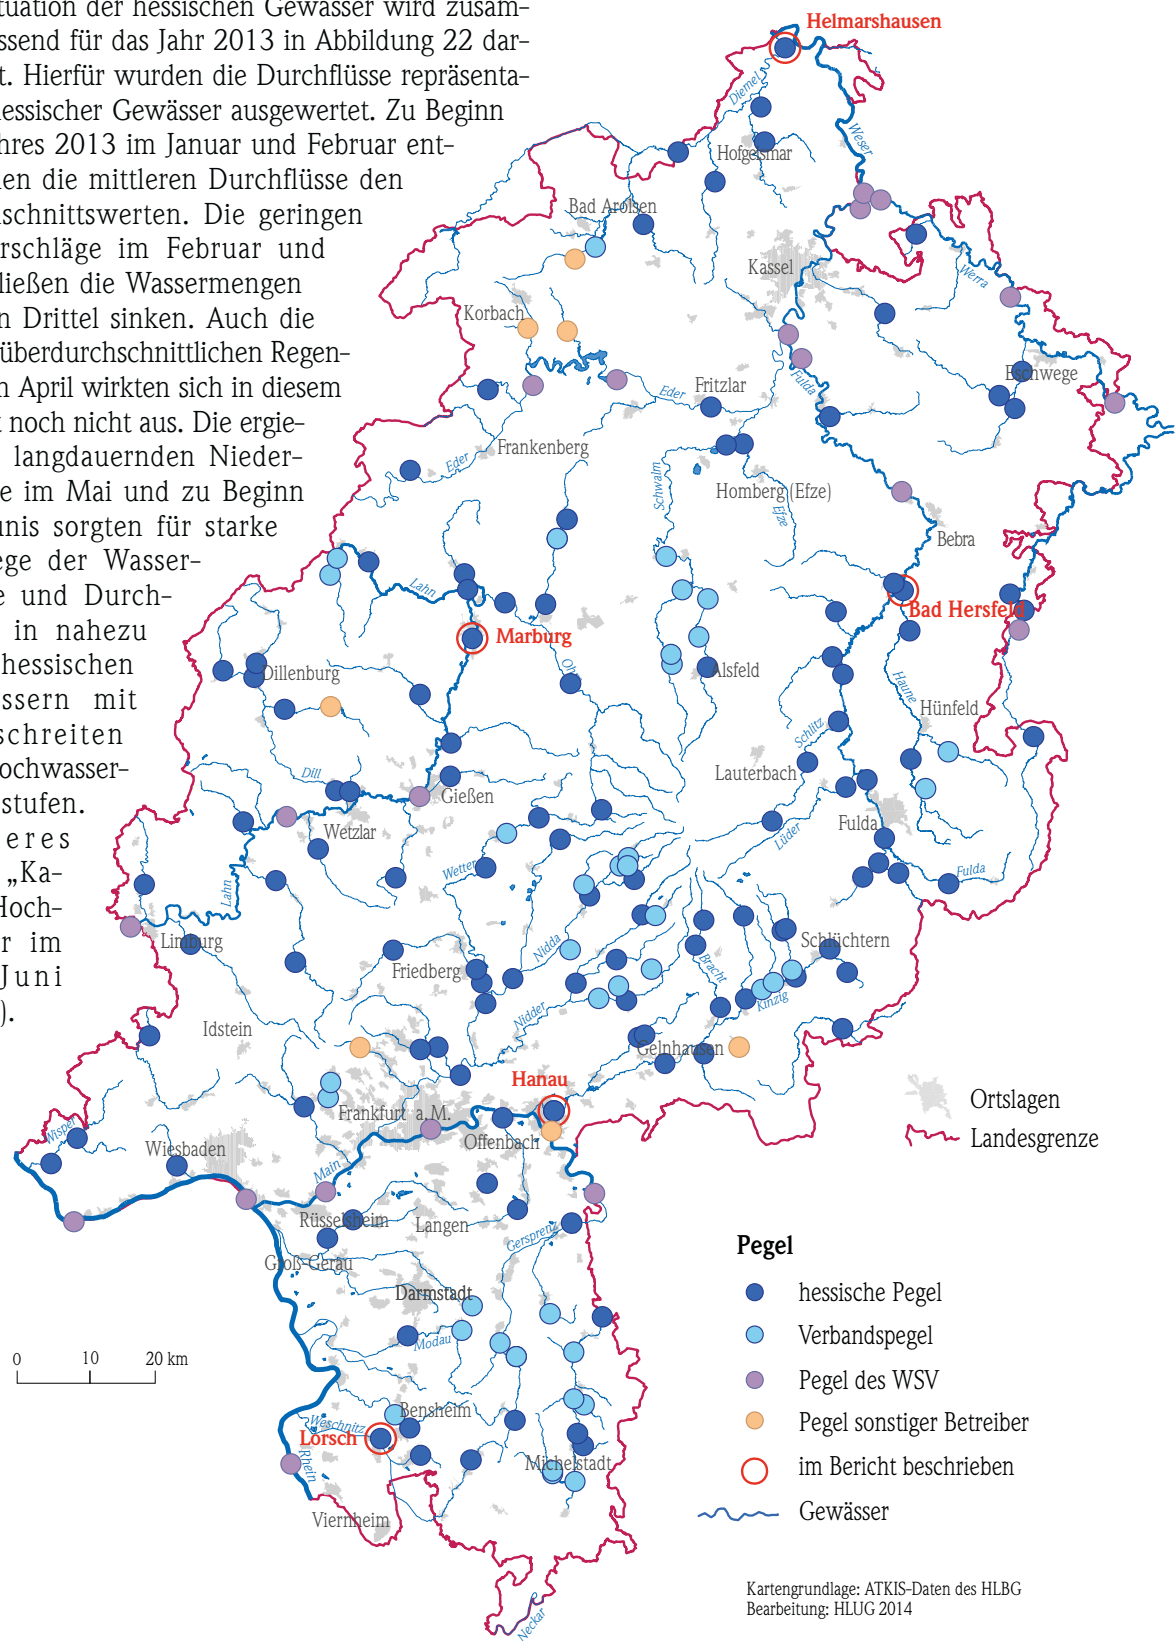 tuation der hessischen Gewässer wird zusam-
ssend für das Jahr 2013 in Abbildung 22 dar-
t. Hierfür wurden die Durchflüsse repräsenta-
essischer Gewässer ausgewertet. Zu Beginn
hres 2013 im Januar und Februar ent-
en die mittleren Durchflüsse den
schnittswerten. Die geringen
rschläge im Februar und
ließen die Wassermengen
n Drittel sinken. Auch die
überdurchschnittlichen Regen-
n April wirkten sich in diesem
t noch nicht aus. Die ergie-
langdauernden Nieder-
e im Mai und zu Beginn
unis sorgten für starke
ege der Wasser-
e und Durch-
in nahezu
hessischen
ssern mit
schreiten
ochwasser-
stufen.
eres
„Ka-
Hoch-
r im
Juni
).
Helmarshausen
Diemel
Weser
Hofgeismar
Bad Arolsen
Kassel
Werra
Korbach
Eschwege
Fulda
Eder
Fritzlar
Frankenberg
Eder
Schwalm
Homberg (Efze)
Efze
Bebra
Lahn
Bad Hersfeld
Marburg
Ohm
Alsfeld
Dillenburg
Haune
Hünfeld
Schlitz
Lauterbach
Dill
Gießen
Wetzlar
Fulda
Lüder
Wetter
Fulda
Lahn
Limburg
Nidda
Schlüchtern
Friedberg
Bracht
Kinzig
Nidder
Idstein
Gelnhausen
Hanau
Frankfurt a.M.
Offenbach
Wisper
Wiesbaden
Main
Rüsselsheim
Langen
Gersprenz
Groß-Gerau
Darmstadt
Modau
Bensheim
Weschnitz
Lorsch
Rhein
Michelstadt
Viernheim
Neckar
0 10 20 km
Ortslagen
Landesgrenze
Pegel
hessische Pegel
Verbandspegel
Pegel des WSV
Pegel sonstiger Betreiber
im Bericht beschrieben
Gewässer
Kartengrundlage: ATKIS-Daten des HLBG
Bearbeitung: HLUG 2014